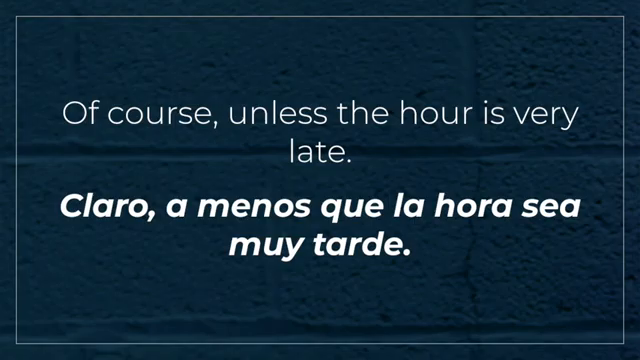 Of course, unless the hour is very
late.
Claro, a menos que la hora sea
muy tarde.